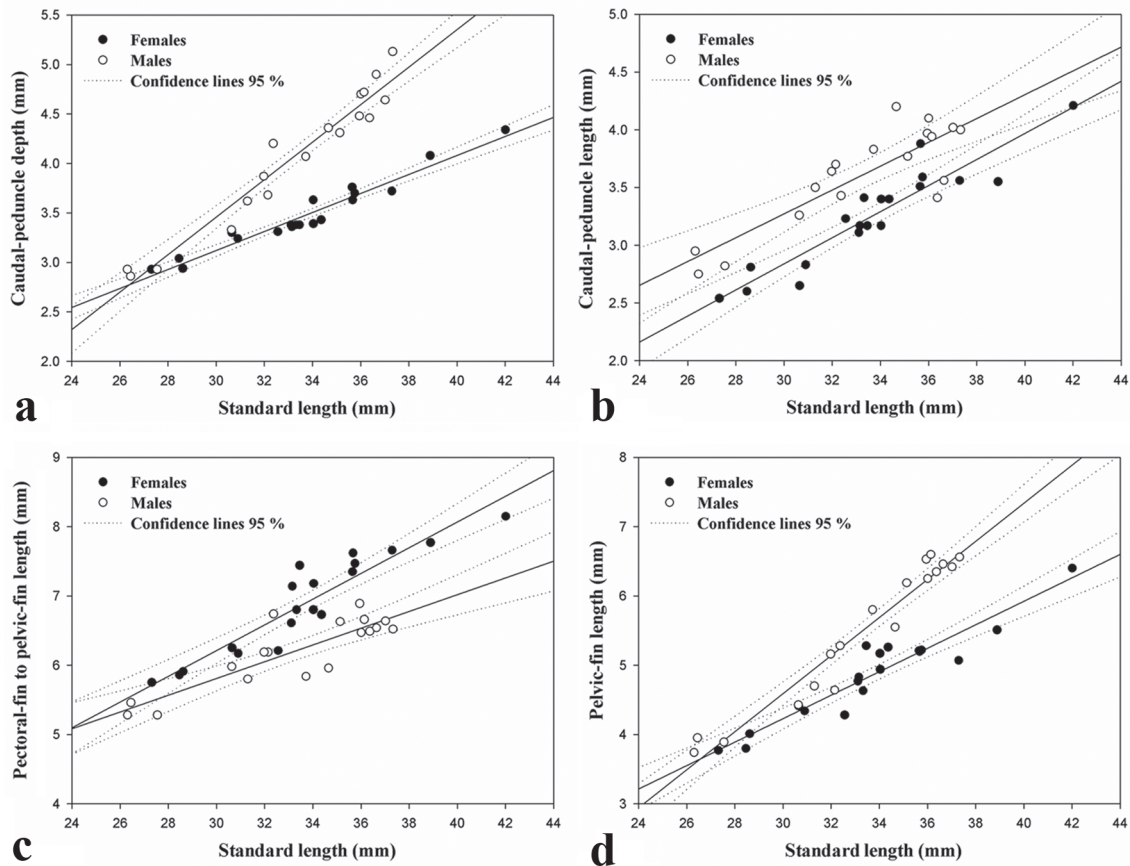 5.5
5.0
4.5
4.0
3.5
3.0
2.5
2.0
Caudal-peduncle depth (mm)
Females
Males
Confidence lines 95 %
24 26 28 30 32 34 36 38 40 42 44
Standard length (mm)
a
5.0
4.5
4.0
3.5
3.0
2.5
2.0
Caudal-peduncle length (mm)
Females
Males
Confidence lines 95 %
24 26 28 30 32 34 36 38 40 42 44
Standard length (mm)
b
9
8
7
6
5
4
Pectoral-fin to pelvic-fin length (mm)
Females
Males
Confidence lines 95 %
24 26 28 30 32 34 36 38 40 42 44
Standard length (mm)
c
8
7
6
5
4
3
Pelvic-fin length (mm)
Females
Males
Confidence lines 95 %
24 26 28 30 32 34 36 38 40 42 44
Standard length (mm)
d